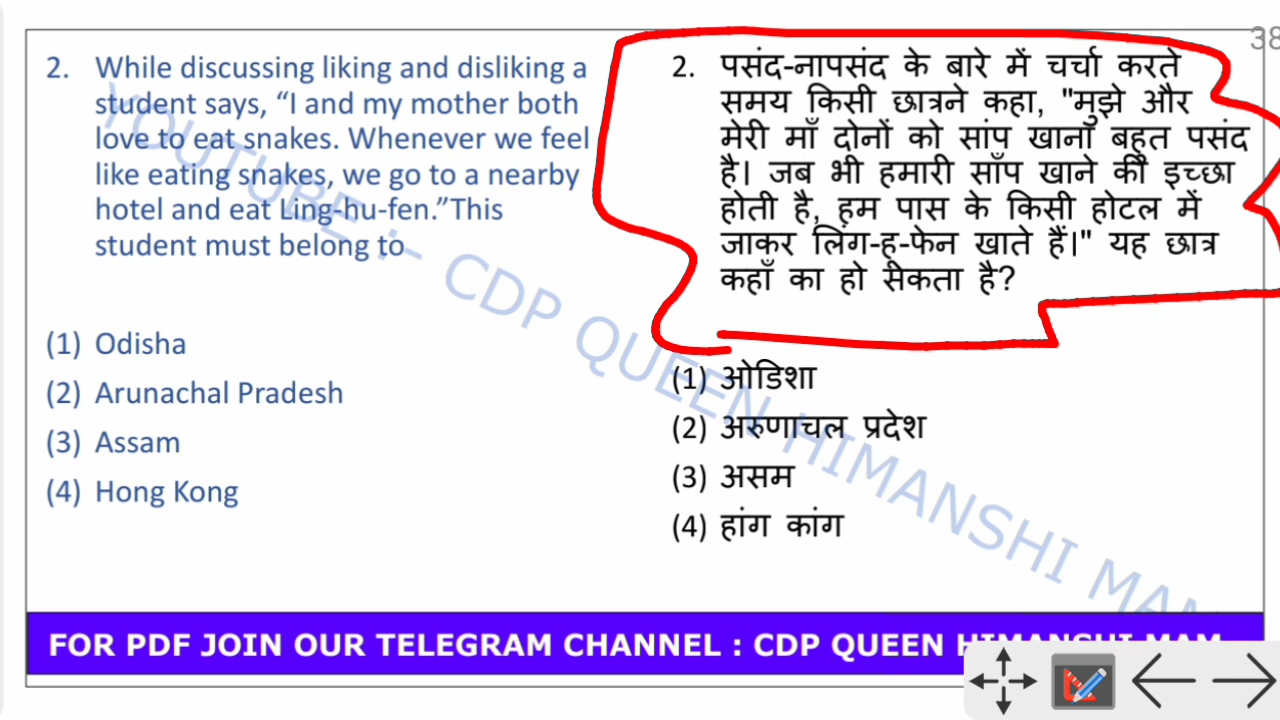 38
2. While discussing liking and disliking a
student says, “I and my mother both
love to eat snakes. Whenever we feel
like eating snakes, we go to a nearby
hotel and eat Ling-hu-fen.”This
student must belong to
(1) Odisha
(2) Arunachal Pradesh
(3) Assam
(4) Hong Kong
2. पसंद-नापसंद के बारे में चर्चा करते
समय किसी छात्रने कहा, "मुझे और
मेरी माँ दोनों को सांप खाना बहुत पसंद
है। जब भी हमारी साँप खाने की इच्छा
होती है, हम पास के किसी होटल में
जाकर लिंग-ह-फेन खाते हैं।" यह छात्र
कहाँ का हो सकता है?
(1) ओडिशा
(2) अरुणाचल प्रदेश
(3) असम
(4) हांग कांग
YOUTUBE :- CDP QUEEN HIMANSHI MAM
FOR PDF JOIN OUR TELEGRAM CHANNEL : CDP QUEEN HIMANSHI MAM